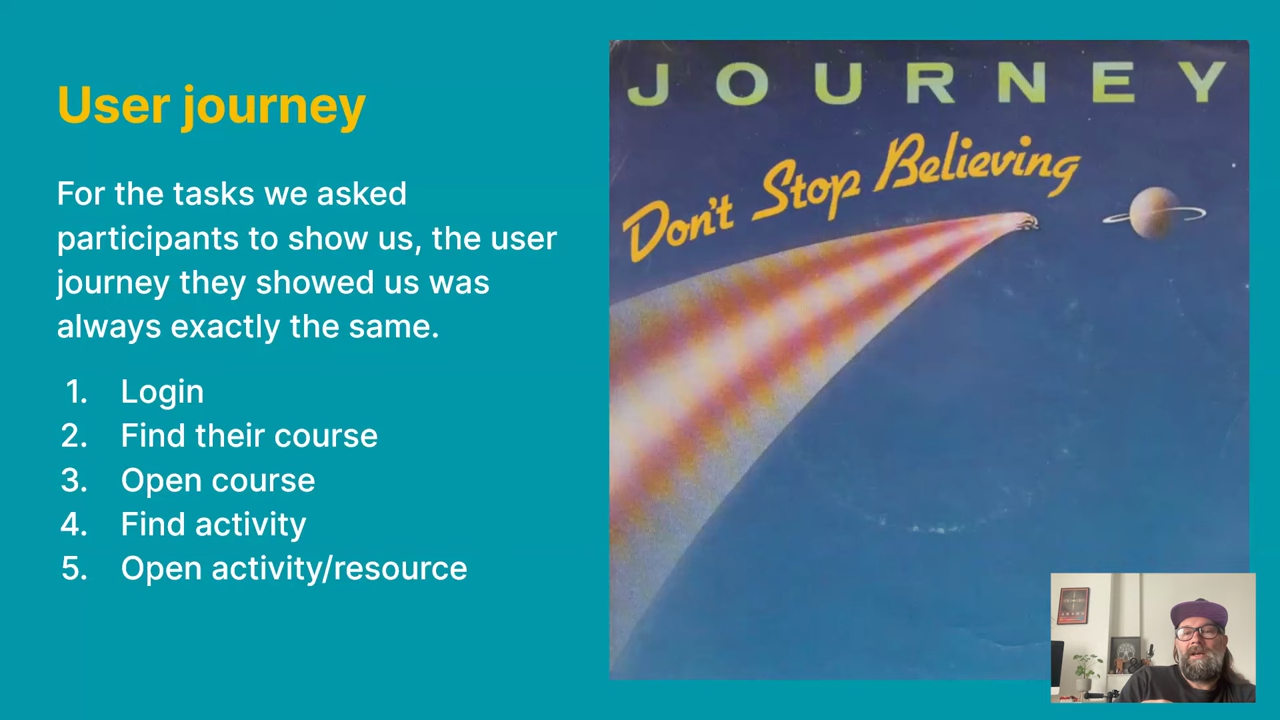 User journey
For the tasks we asked
participants to show us, the user
journey they showed us was
always exactly the same.
1. Login
2. Find their course
3. Open course
4. Find activity
5. Open activity/resource
JOURNEY
Don't Stop Believing